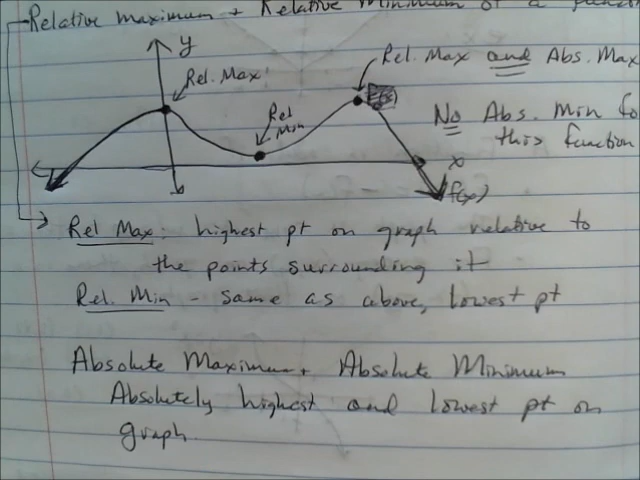 Relative Maximum + Relative Minimum of a func
y
Rel. Max
Rel. Max and Abs. Max
Rel Min
No Abs. Min fo
this function
x
f(x)
Rel Max: highest pt on graph relative to
the points surrounding it
Rel. Min - same as above, lowest pt
Absolute Maximum + Absolute Minimum
Absolutely highest and lowest pt on
graph.